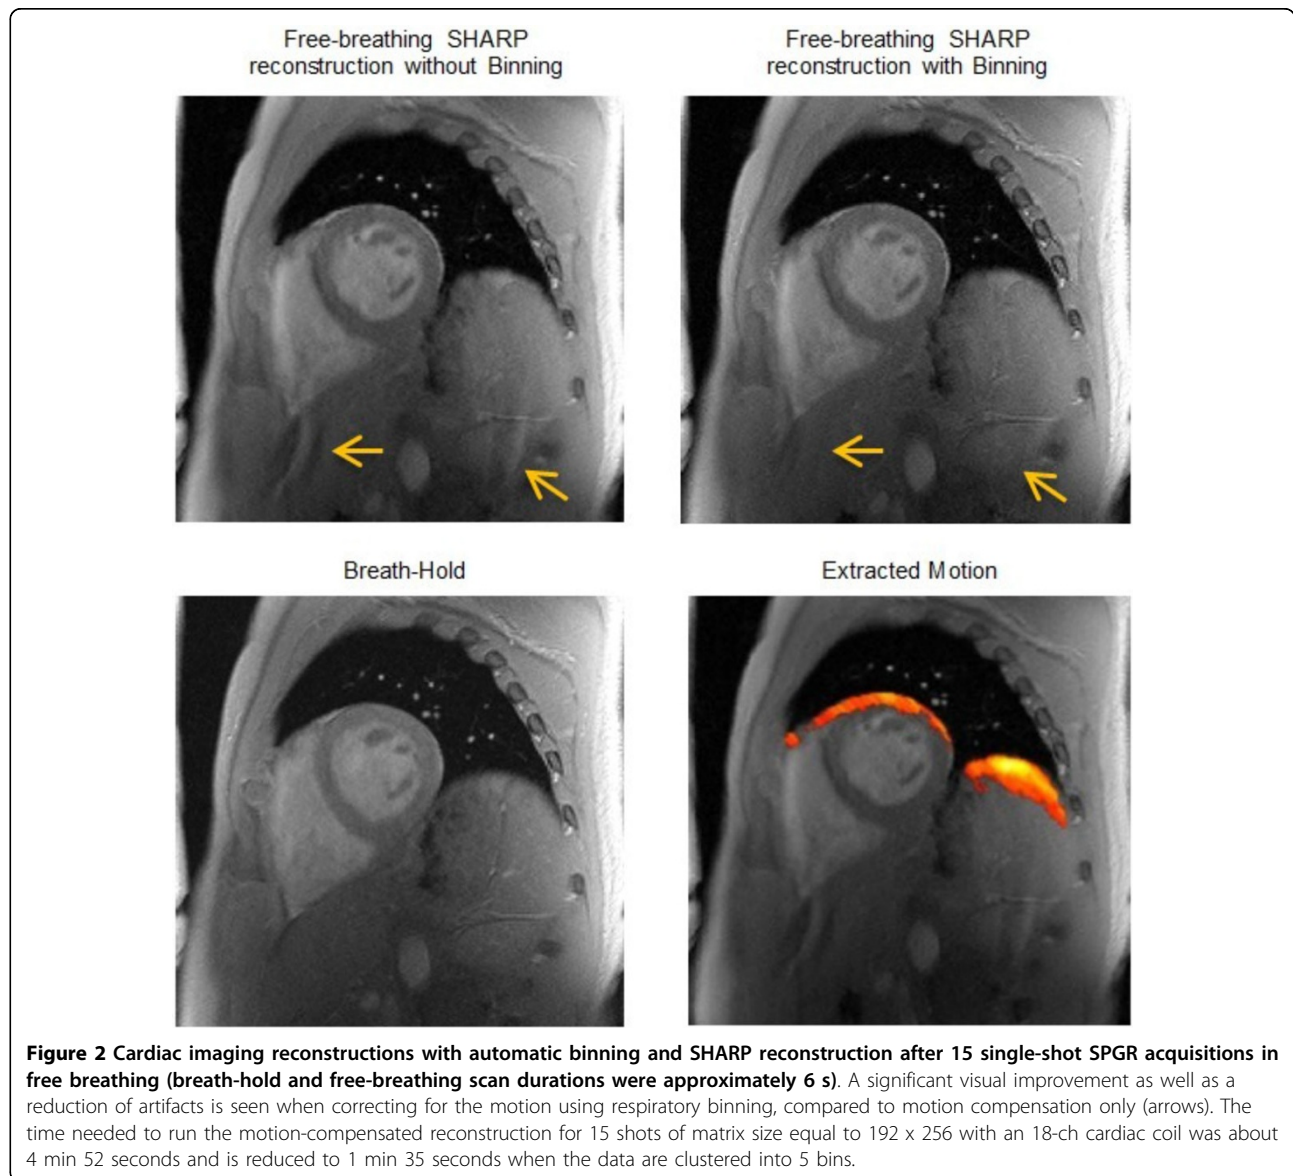 Free-breathing SHARP
reconstruction without Binning
Free-breathing SHARP
reconstruction with Binning
Breath-Hold
Extracted Motion
Figure 2 Cardiac imaging reconstructions with automatic binning and SHARP reconstruction after 15 single-shot SPGR acquisitions in
free breathing (breath-hold and free-breathing scan durations were approximately 6 s). A significant visual improvement as well as a
reduction of artifacts is seen when correcting for the motion using respiratory binning, compared to motion compensation only (arrows). The
time needed to run the motion-compensated reconstruction for 15 shots of matrix size equal to 192 x 256 with an 18-ch cardiac coil was about
4 min 52 seconds and is reduced to 1 min 35 seconds when the data are clustered into 5 bins.